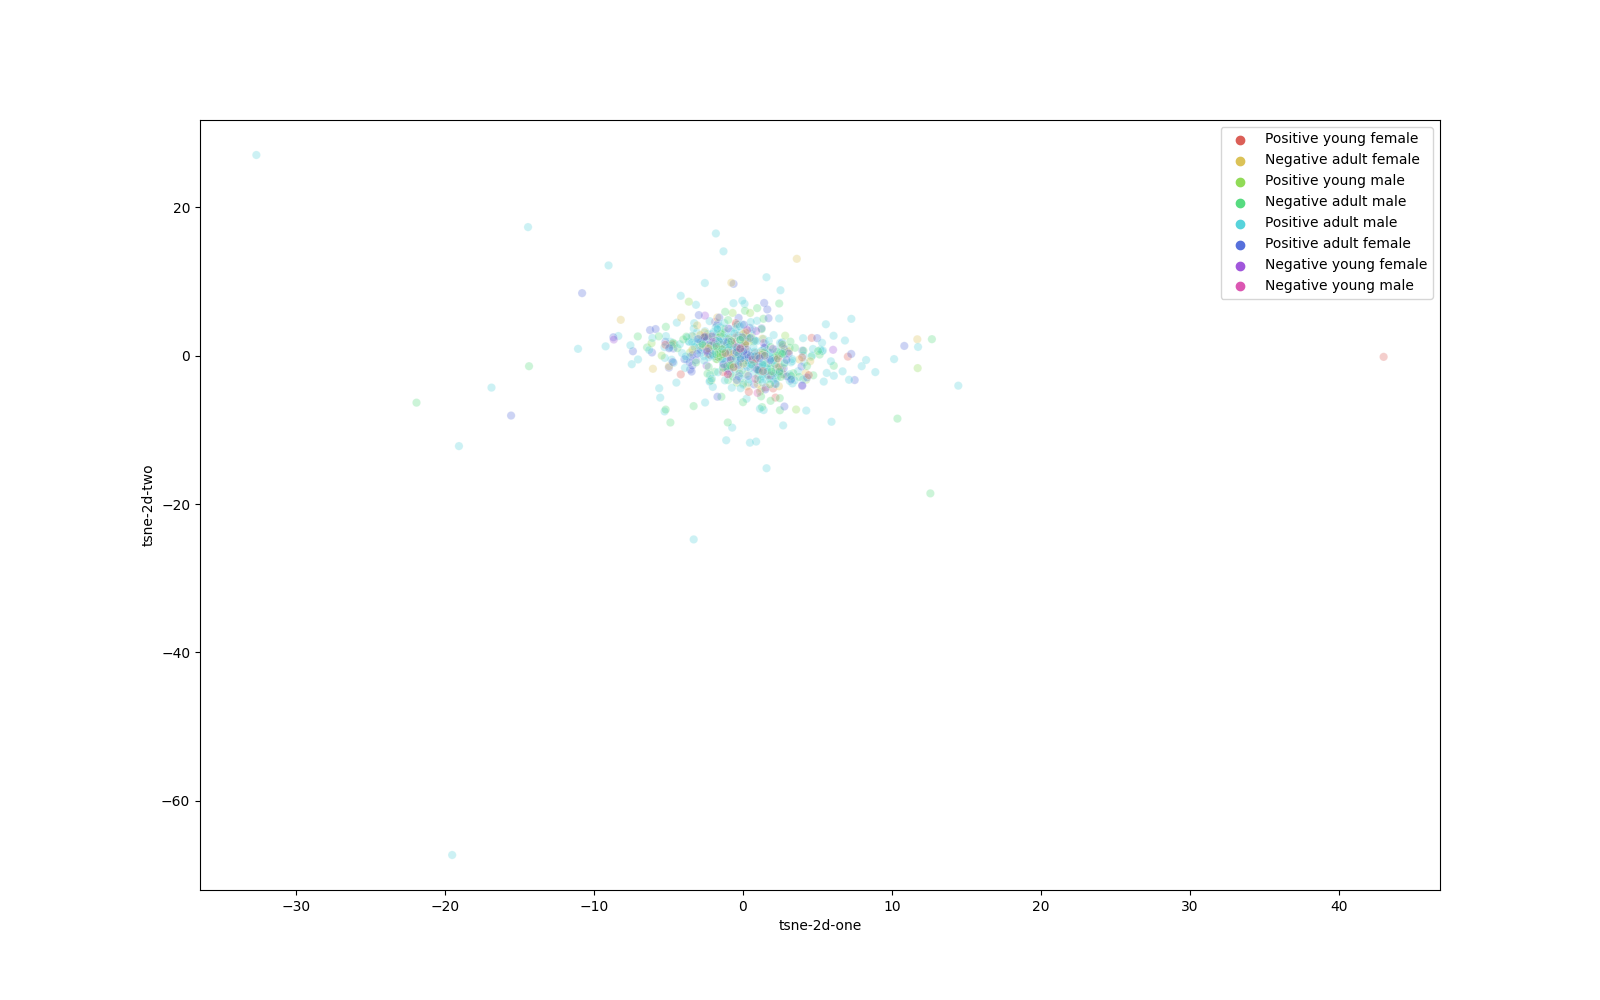 Positive young female
Negative adult female
Positive young male
Negative adult male
Positive adult male
Positive adult female
Negative young female
Negative young male
20
0
−20
−40
−60
tsne-2d-two
−30 −20 −10 0 10 20 30 40
tsne-2d-one